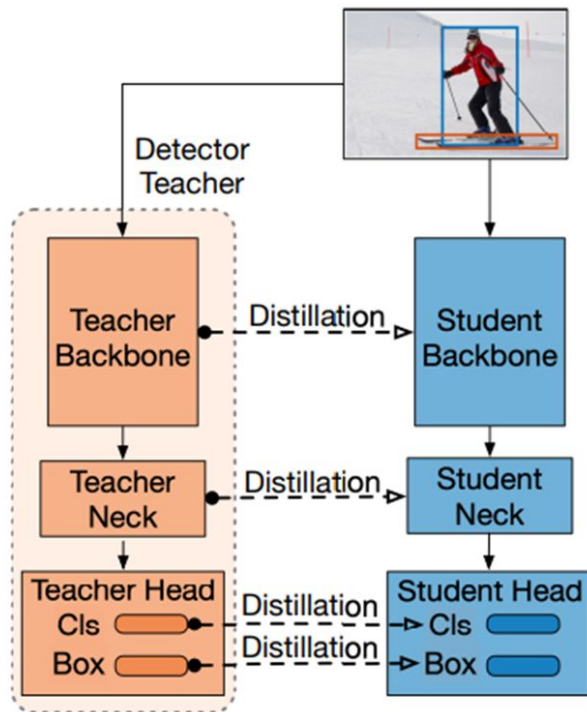 Detector
Teacher
Teacher
Backbone
Distillation
Student
Backbone
Teacher
Neck
Distillation
Student
Neck
Teacher Head
Cls
Box
Distillation
Distillation
Student Head
Cls
Box